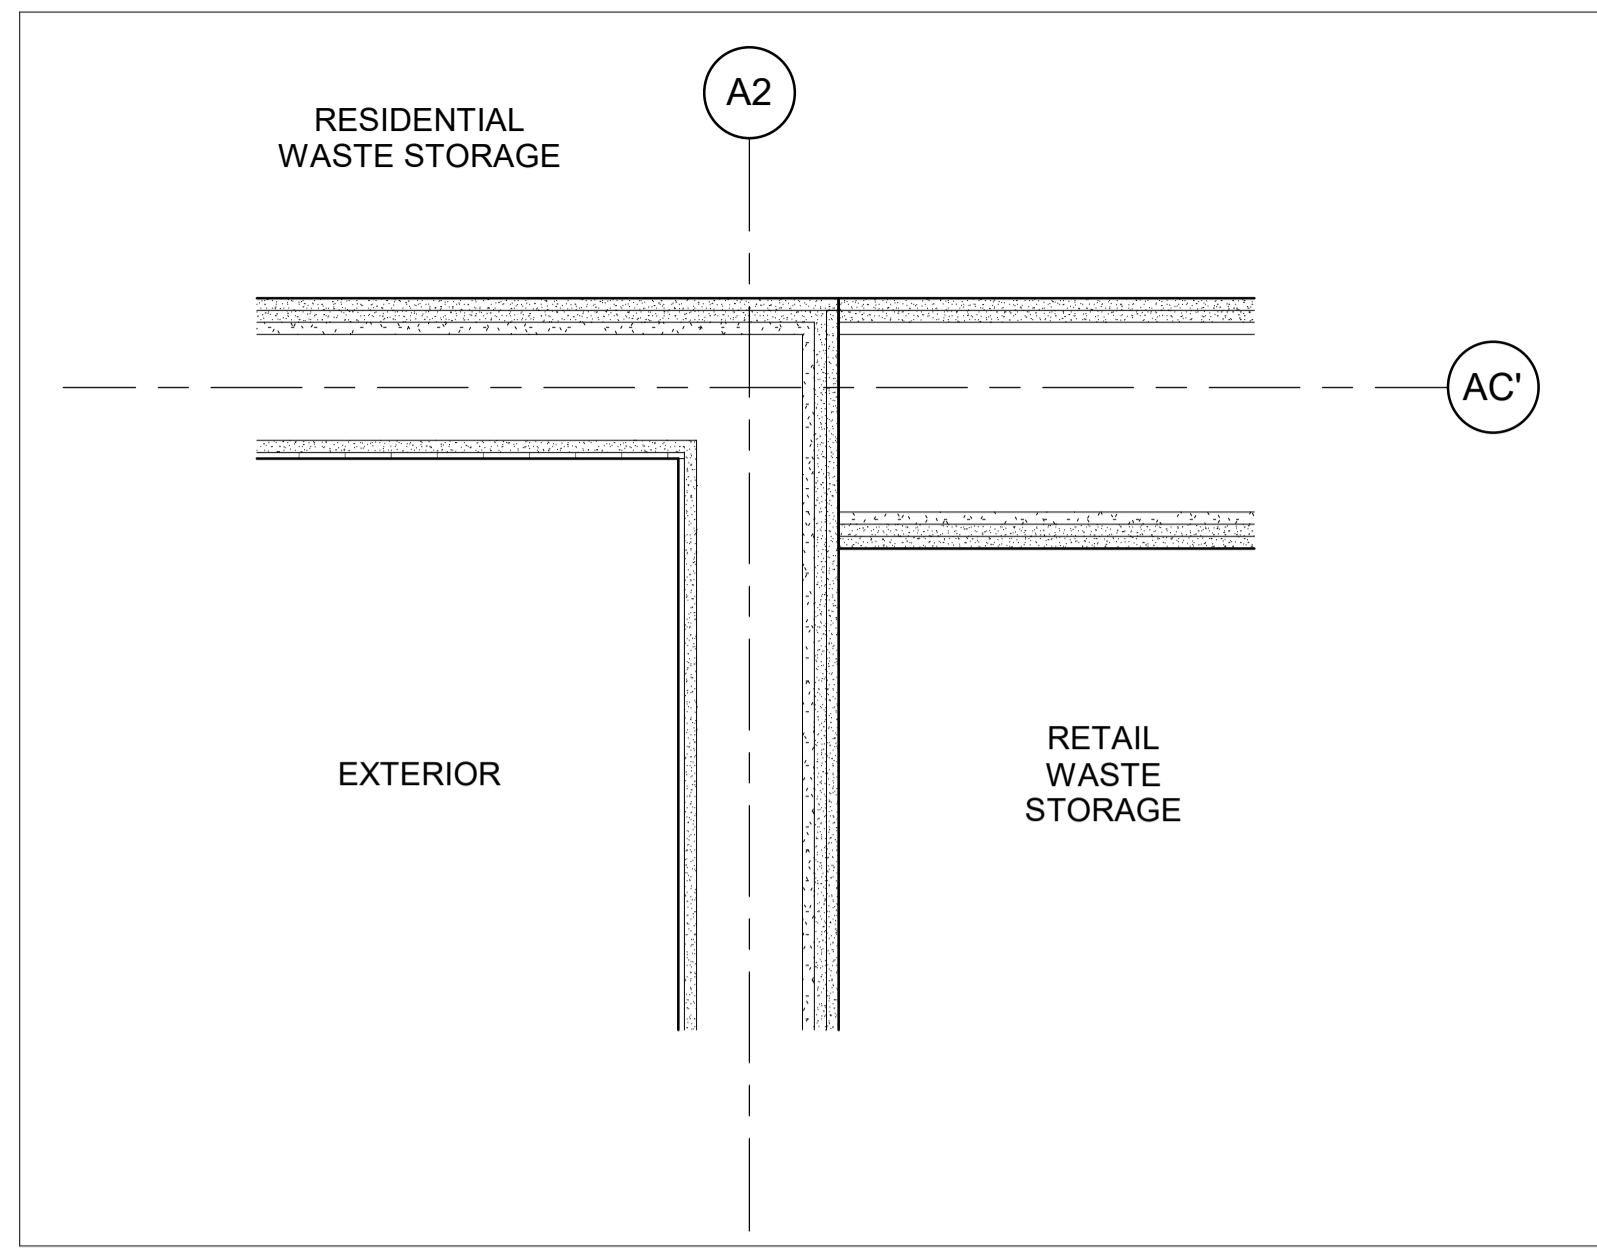 A2
RESIDENTIAL
WASTE STORAGE
AC'
RETAIL
WASTE
STORAGE
EXTERIOR